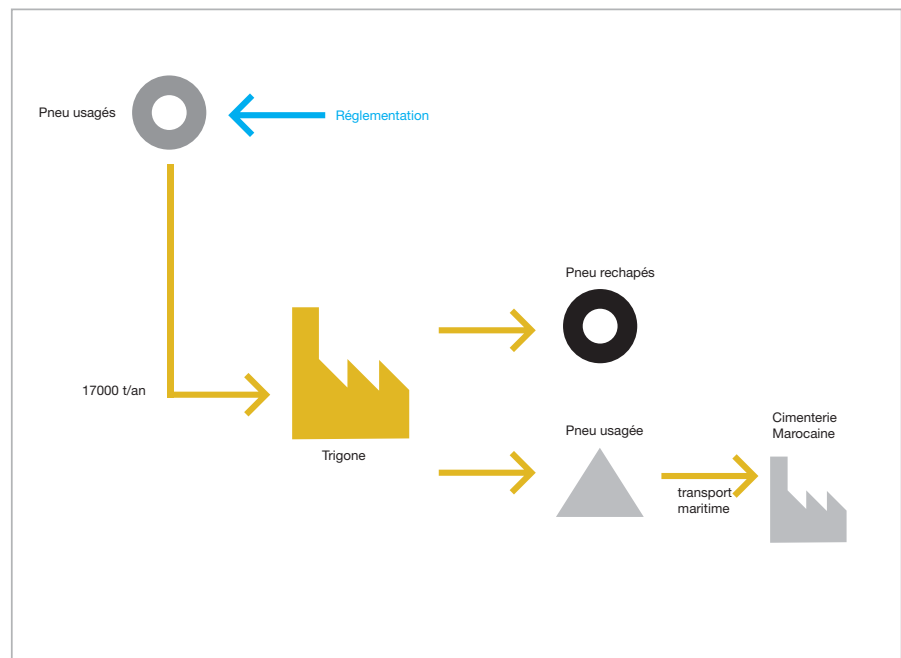 Pneu usagés
Réglementation
Pneu rechapés
17000 t/an
Trigone
Pneu usagée
Cimenterie
Marocaine
transport
maritime